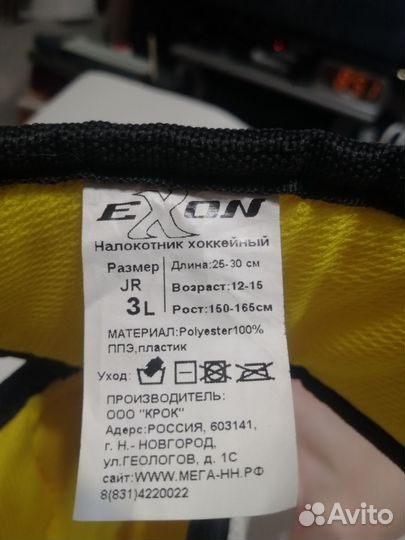 EXON
Налокотник хоккейный
Размер
JR
3L
Длина:25-30 см
Возраст:12-15
Рост:150-165см
МАТЕРИАЛ:Polyester100%
ППЭ,пластик
Уход:
ПРОИЗВОДИТЕЛЬ:
ООО "КРОК"
Адерс:РОССИЯ, 603141,
г. Н.- НОВГОРОД,
ул.ГЕОЛОГОВ, д. 1С
сайт:WWW.МЕГА-НН.РФ
8(831)4220022
Avito